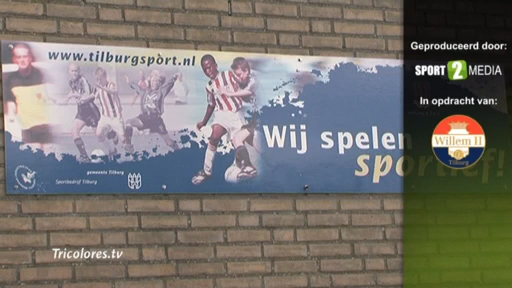 www.tilburgsport.nl
Wij spelen
sportief!
gemeente Tilburg
Sportbedrijf Tilburg
Tricolores.tv
Geproduceerd door:
SPORT 2 MEDIA
In opdracht van:
Willem II
Tilburg